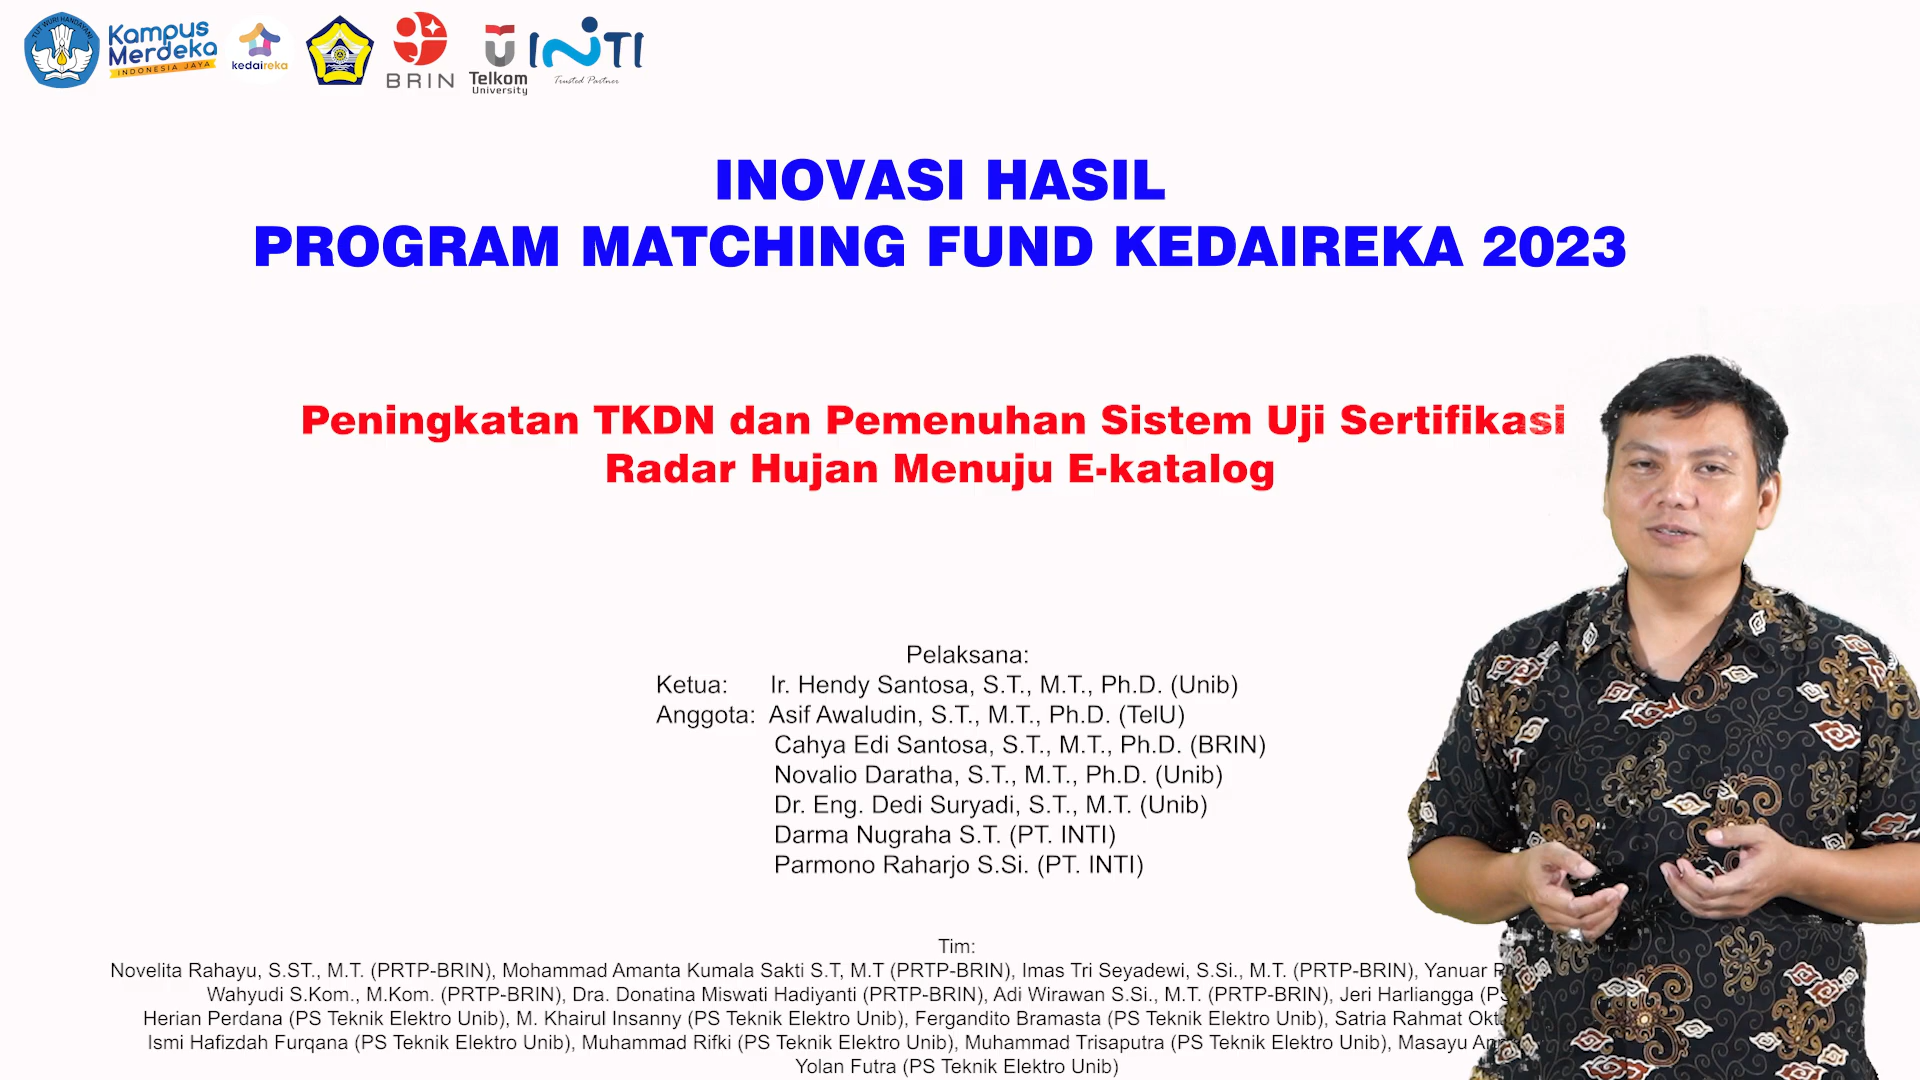 TUT WURI HANDAYANI
Kampus
Merdeka
INDONESIA JAYA
kedaireka
BRIN
Telkom
University
INTI
Trusted Partner
INOVASI HASIL
PROGRAM MATCHING FUND KEDAIREKA 2023
Peningkatan TKDN dan Pemenuhan Sistem Uji Sertifikasi
Radar Hujan Menuju E-katalog
Pelaksana:
Ketua: Ir. Hendy Santosa, S.T., M.T., Ph.D. (Unib)
Anggota: Asif Awaludin, S.T., M.T., Ph.D. (TelU)
Cahya Edi Santosa, S.T., M.T., Ph.D. (BRIN)
Novalio Daratha, S.T., M.T., Ph.D. (Unib)
Dr. Eng. Dedi Suryadi, S.T., M.T. (Unib)
Darma Nugraha S.T. (PT. INTI)
Parmono Raharjo S.Si. (PT. INTI)
Tim:
Novelita Rahayu, S.ST., M.T. (PRTP-BRIN), Mohammad Amanta Kumala Sakti S.T, M.T (PRTP-BRIN), Imas Tri Seyadewi, S.Si., M.T. (PRTP-BRIN), Yanuar
Wahyudi S.Kom., M.Kom. (PRTP-BRIN), Dra. Donatina Miswati Hadiyanti (PRTP-BRIN), Adi Wirawan S.Si., M.T. (PRTP-BRIN), Jeri Harliangga
Herian Perdana (PS Teknik Elektro Unib), M. Khairul Insanny (PS Teknik Elektro Unib), Fergandito Bramasta (PS Teknik Elektro Unib), Satria Rahmat
Ismi Hafizdah Furqana (PS Teknik Elektro Unib), Muhammad Rifki (PS Teknik Elektro Unib), Muhammad Trisaputra (PS Teknik Elektro Unib), Masayu
Yolan Futra (PS Teknik Elektro Unib)